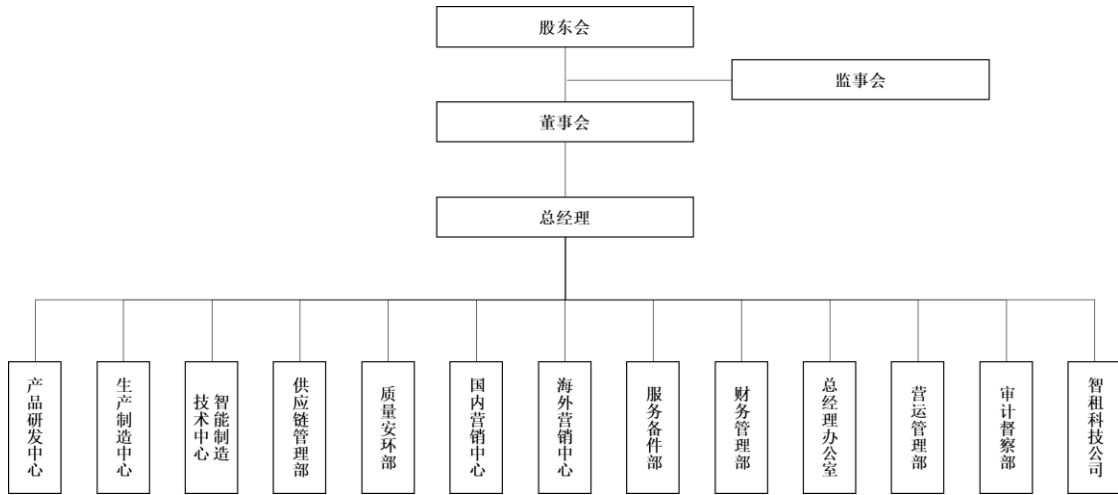 股东会
监事会
董事会
总经理
产品研发中心
生产制造中心
智能制造
技术中心
供应链管理部
质量安环部
国内营销中心
海外营销中心
服务备件部
财务管理部
总经理办公室
营运管理部
审计督察部
智租科技公司